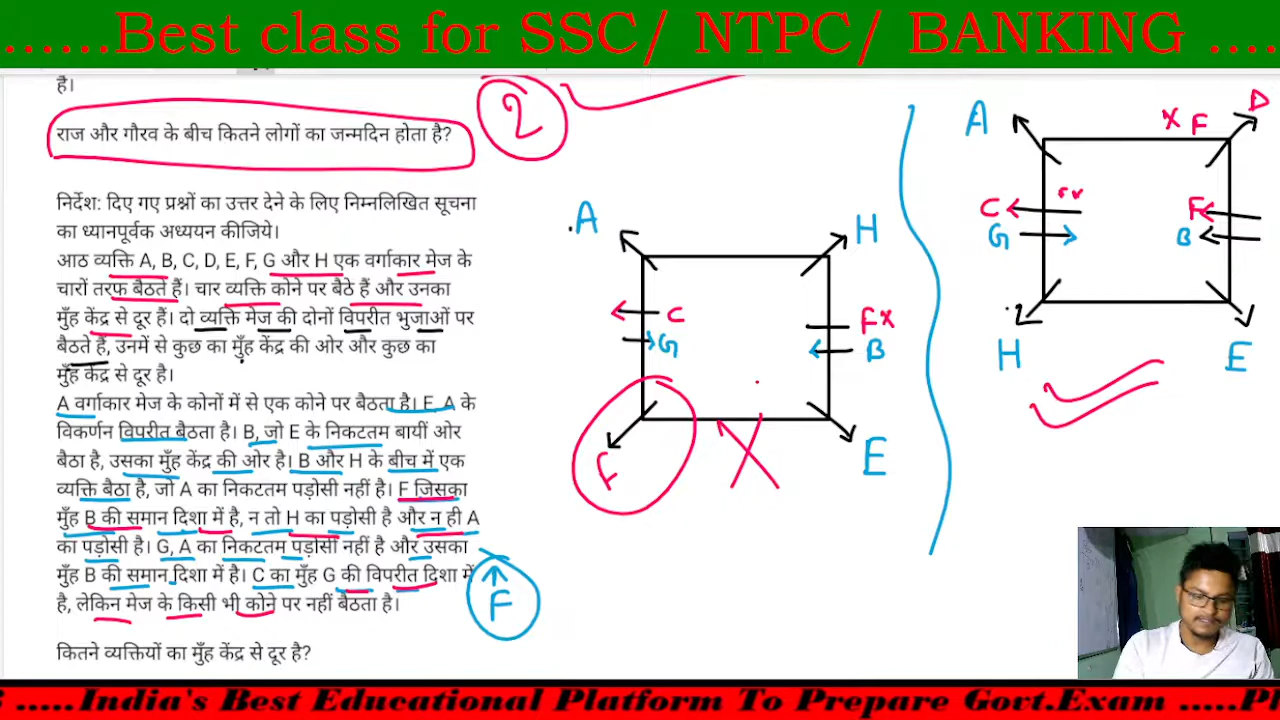 ......Best class for SSC/ NTPC/ BANKING ....
है।
राज और गौरव के बीच कितने लोगों का जन्मदिन होता है?
2
निर्देश: दिए गए प्रश्नों का उत्तर देने के लिए निम्नलिखित सूचना
का ध्यानपूर्वक अध्ययन कीजिये।
आठ व्यक्ति A, B, C, D, E, F, G और H एक वर्गाकार मेज के
चारों तरफ बैठते हैं। चार व्यक्ति कोने पर बैठे हैं और उनका
मुँह केंद्र से दूर हैं। दो व्यक्ति मेज की दोनों विपरीत भुजाओं पर
बैठते हैं, उनमें से कुछ का मुँह केंद्र की ओर और कुछ का
मुँह केंद्र से दूर है।
A वर्गाकार मेज के कोनों में से एक कोने पर बैठता है। E, A के
विकर्णन विपरीत बैठता है। B, जो E के निकटतम बायीं ओर
बैठा है, उसका मुँह केंद्र की ओर है। B और H के बीच में एक
व्यक्ति बैठा है, जो A का निकटतम पड़ोसी नहीं है। F जिसका
मुँह B की समान दिशा में है, न तो H का पड़ोसी है और न ही A
का पड़ोसी है। G, A का निकटतम पड़ोसी नहीं है और उसका
मुँह B की समान दिशा में है। C का मुँह G की विपरीत दिशा में
है, लेकिन मेज के किसी भी कोने पर नहीं बैठता है।
F
कितने व्यक्तियों का मुँह केंद्र से दूर है?
A H
C F x
G B
F E
A x F D
C F
G B
H E
.....India's Best Educational Platform To Prepare Govt.Exam .....